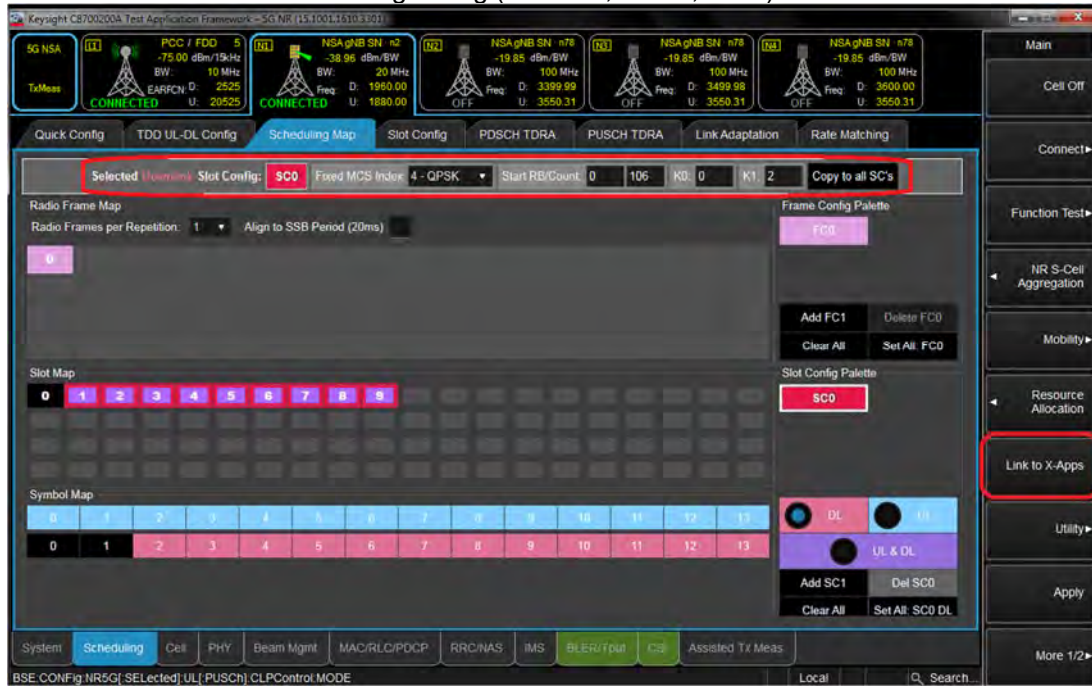 Keysight C8700200A Test Application Framework - 5G NR (15.1001.1610.3301)
5G NSA
TxMeas
L1 PCC / FDD 5
-75.00 dBm/15kHz
BW: 10 MHz
EARFCN: D: 2525
U: 20525
CONNECTED
N1 NSA gNB SN n2
-38.96 dBm/BW
BW: 20 MHz
Freq: D: 1960.00
U: 1880.00
CONNECTED
N2 NSA gNB SN n78
-19.85 dBm/BW
BW: 100 MHz
Freq: D: 3399.99
U: 3550.31
OFF
N3 NSA gNB SN n78
-19.85 dBm/BW
BW: 100 MHz
Freq: D: 3499.98
U: 3550.31
OFF
N4 NSA gNB SN n78
-19.85 dBm/BW
BW: 100 MHz
Freq: D: 3600.00
U: 3550.31
OFF
Quick Config TDD UL-DL Config Scheduling Map Slot Config PDSCH TDRA PUSCH TDRA Link Adaptation Rate Matching
Selected Slot Config: SC0 Fixed MCS Index: 4 - QPSK Start RB/Count: 0 106 K0: 0 K1: 2 Copy to all SC's
Radio Frame Map
Radio Frames per Repetition: 1 Align to SSB Period (20ms)
0
Frame Config Palette
FC0
Add FC1 Delete FC0
Clear All Set All: FC0
Slot Map
0 1 2 3 4 5 6 7 8 9
Slot Config Palette
SC0
Symbol Map
0 1 2 3 4 5 6 7 8 9 10 11 12 13
0 1 2 3 4 5 6 7 8 9 10 11 12 13
DL UL
UL & DL
Add SC1 Del SC0
Clear All Set All: SC0 DL
System Scheduling Cell PHY Beam Mgmt MAC/RLC/PDCP RRC/NAS IMS BLER/Tput CSI Assisted Tx Meas
BSE:CONFig:NR5G[:SELected]:UL[:PUSCh]:CLPControl:MODE Local Search...
Main
Cell Off
Connect
Function Test
NR S-Cell
Aggregation
Mobility
Resource
Allocation
Link to X-Apps
Utility
Apply
More 1/2